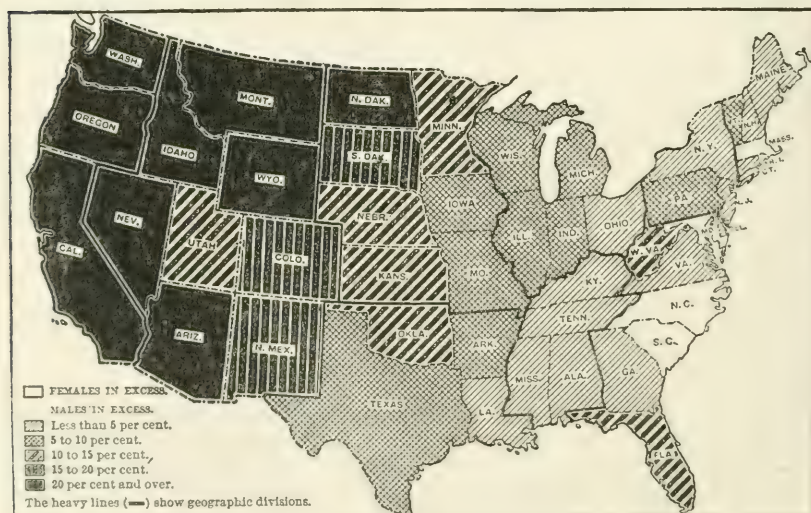 WASH.
MONT.
N. DAK.
MINN.
OREGON
IDAHO
WYO.
S. DAK.
WIS.
MICH.
N.Y.
MAINE
N.H.
MASS.
R.I.
CT.
NEV.
UTAH
COLO.
NEBR.
IOWA
ILL.
IND.
OHIO
PA.
N.J.
CAL.
ARIZ.
N. MEX.
KANS.
MO.
KY.
W. VA.
VA.
OKLA.
ARK.
TENN.
N.C.
S.C.
TEXAS
LA.
MISS.
ALA.
GA.
FLA.
FEMALES IN EXCESS.
MALES IN EXCESS.
Less than 5 per cent.
5 to 10 per cent.
10 to 15 per cent.
15 to 20 per cent.
20 per cent and over.
The heavy lines (▬) show geographic divisions.